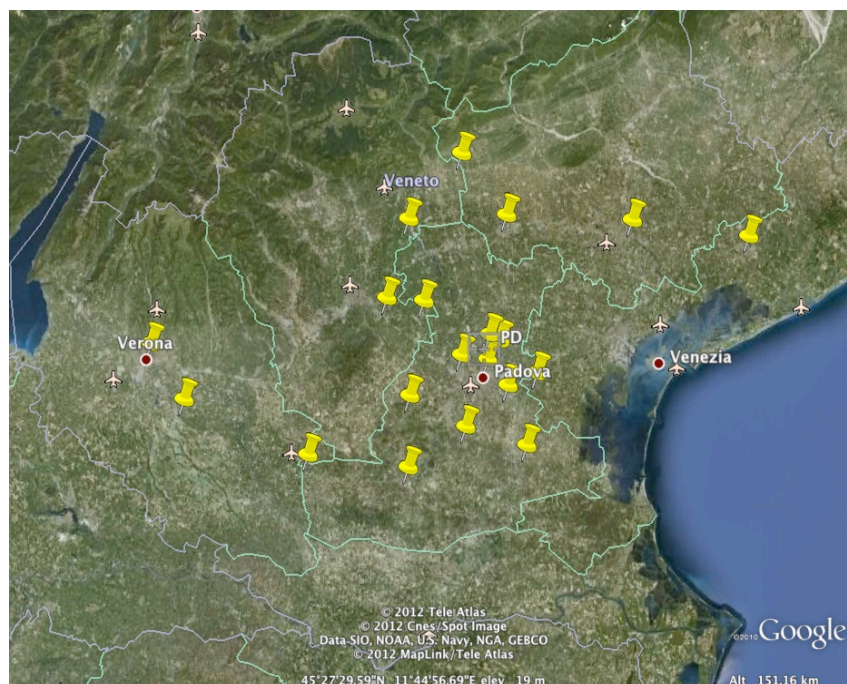 Veneto
PD
Verona
Venezia
Padova
© 2012 Tele Atlas
© 2012 Cnes/Spot Image
Data SIO, NOAA, U.S. Navy, NGA, GEBCO
© 2012 MapLink/Tele Atlas
©2010 Google
45°27'29.59"N 11°44'56.69"E elev 19 m
Alt 151.16 km